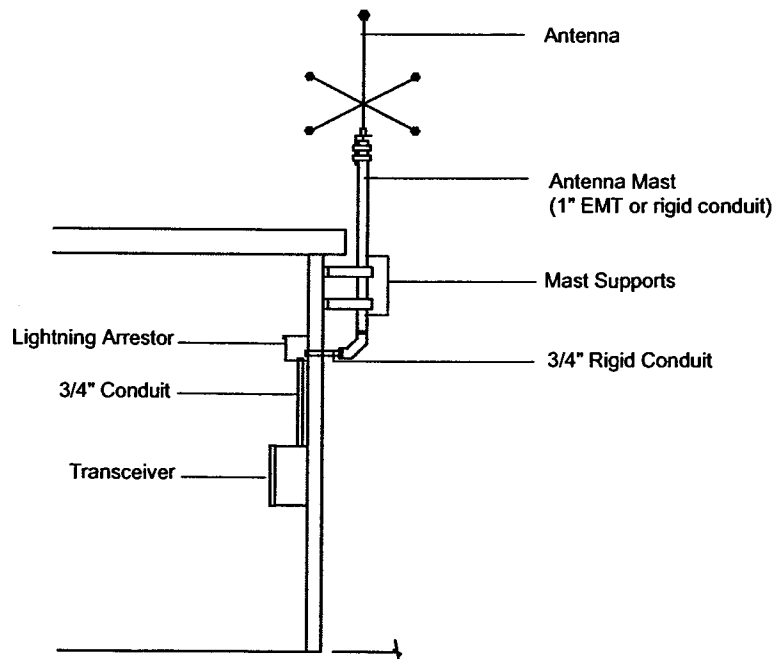 Antenna
Antenna Mast
(1" EMT or rigid conduit)
Mast Supports
Lightning Arrestor
3/4" Rigid Conduit
3/4" Conduit
Transceiver